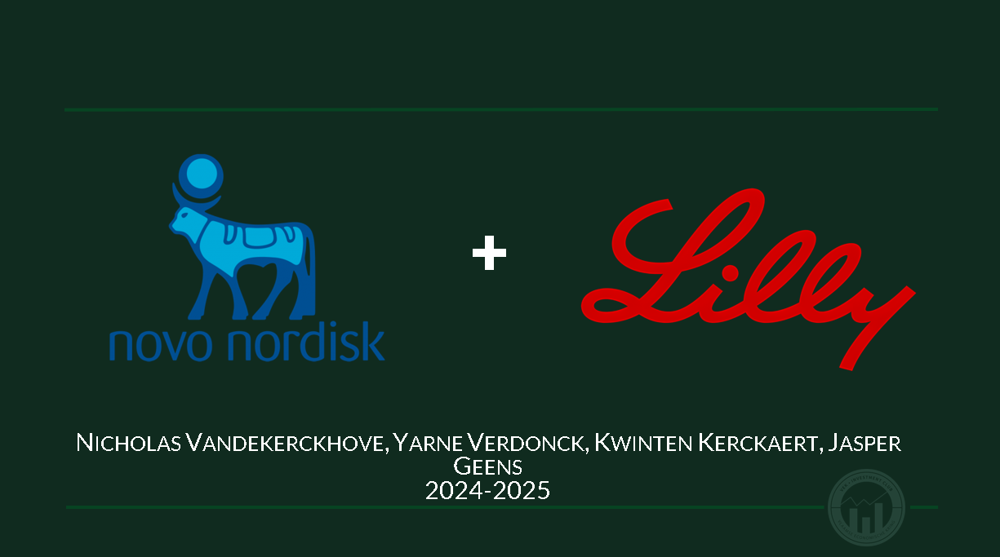 novo nordisk
+
Lilly
NICHOLAS VANDEKERCKHOVE, YARNE VERDONCK, KWINTEN KERCKAERT, JASPER
GEENS
2024-2025